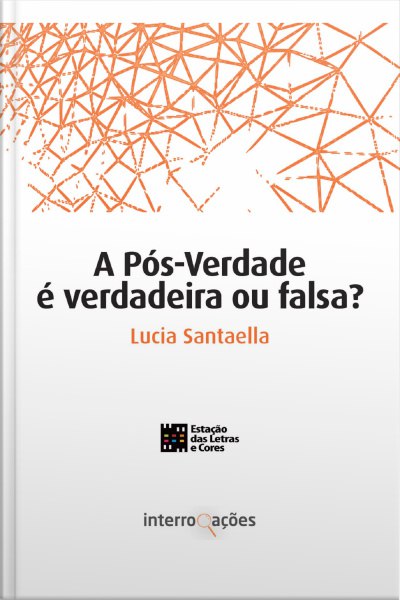 A Pós-Verdade
é verdadeira ou falsa?
Lucia Santaella
Estação
das Letras
e Cores
interrogações